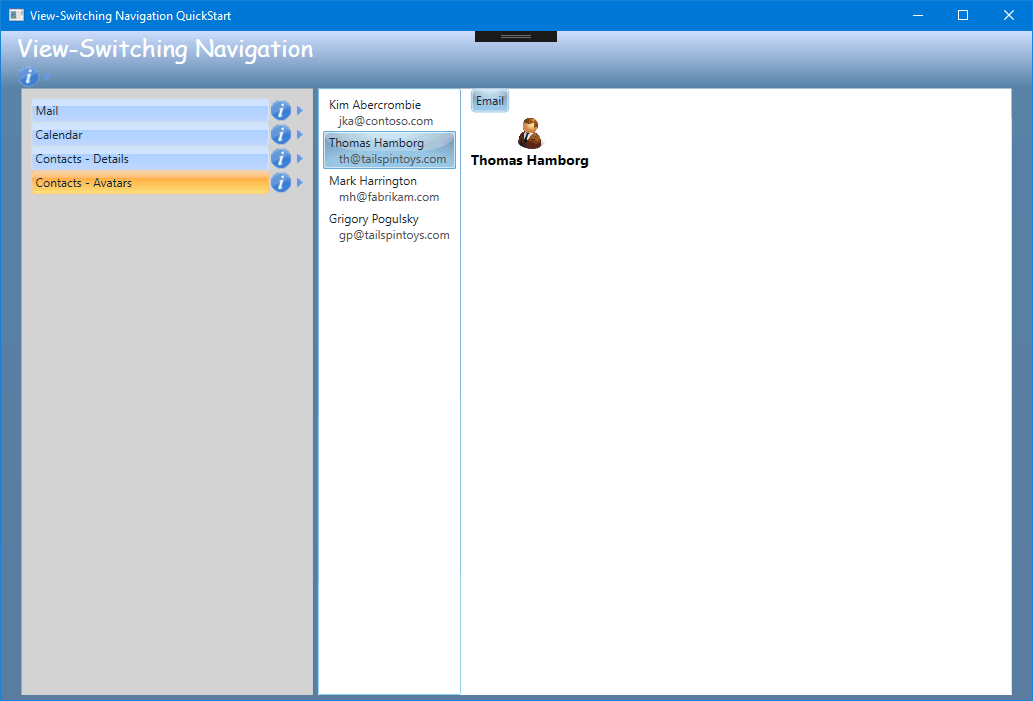 View-Switching Navigation QuickStart
View-Switching Navigation
Mail
Calendar
Contacts - Details
Contacts - Avatars
Kim Abercrombie
jka@contoso.com
Thomas Hamborg
th@tailspintoys.com
Mark Harrington
mh@fabrikam.com
Grigory Pogulsky
gp@tailspintoys.com
Email
Thomas Hamborg